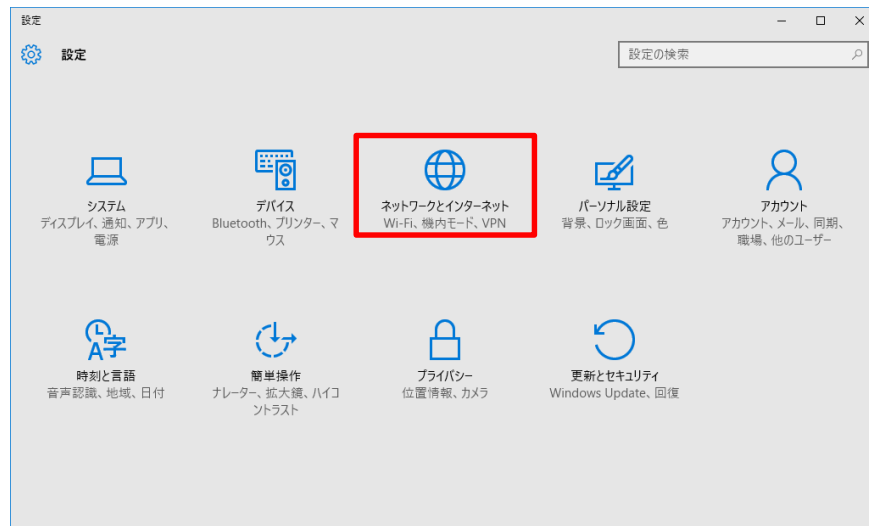 設定
設定
設定の検索
システム
ディスプレイ、通知、アプリ、
電源
デバイス
Bluetooth、プリンター、マ
ウス
ネットワークとインターネット
Wi-Fi、機内モード、VPN
パーソナル設定
背景、ロック画面、色
アカウント
アカウント、メール、同期、
職場、他のユーザー
時刻と言語
音声認識、地域、日付
簡単操作
ナレーター、拡大鏡、ハイコ
ントラスト
プライバシー
位置情報、カメラ
更新とセキュリティ
Windows Update、回復